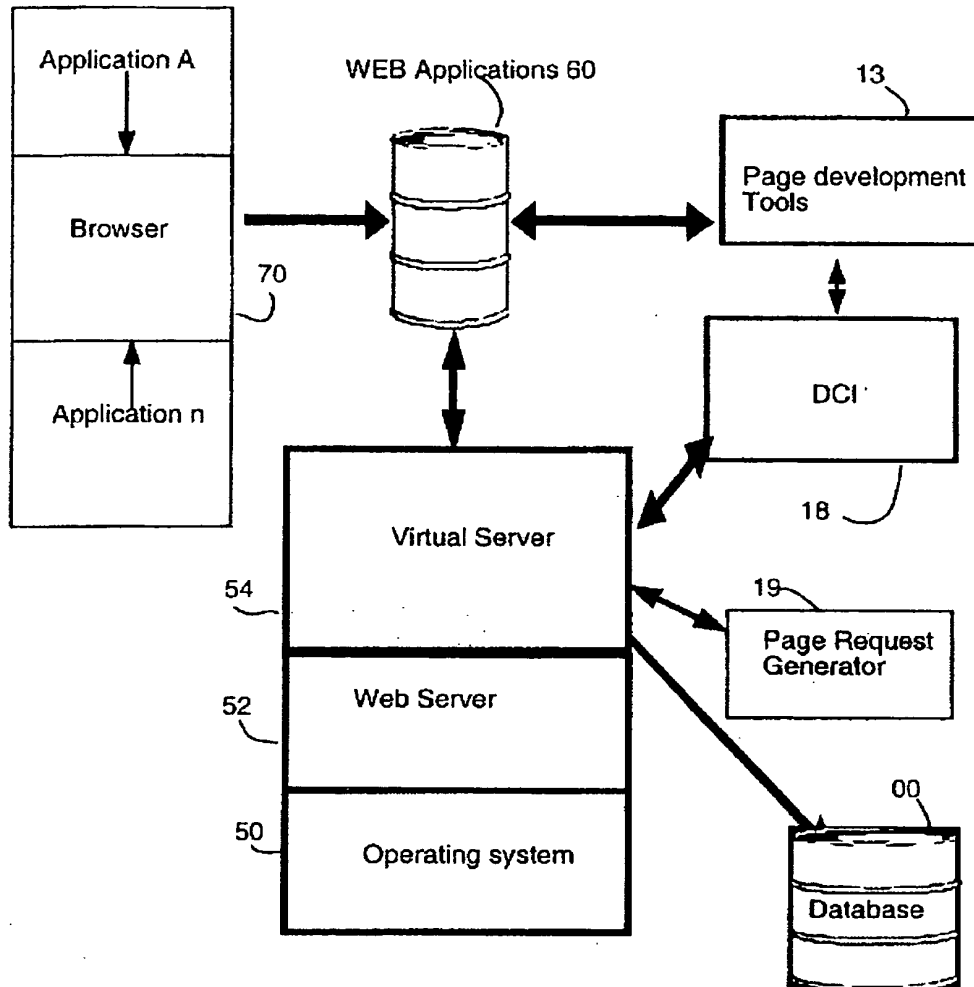 Application A
WEB Applications 60
13
Page development
Tools
Browser
70
DCI
Application n
18
Virtual Server
54
19
Page Request
Generator
Web Server
52
00
50
Operating system
Database